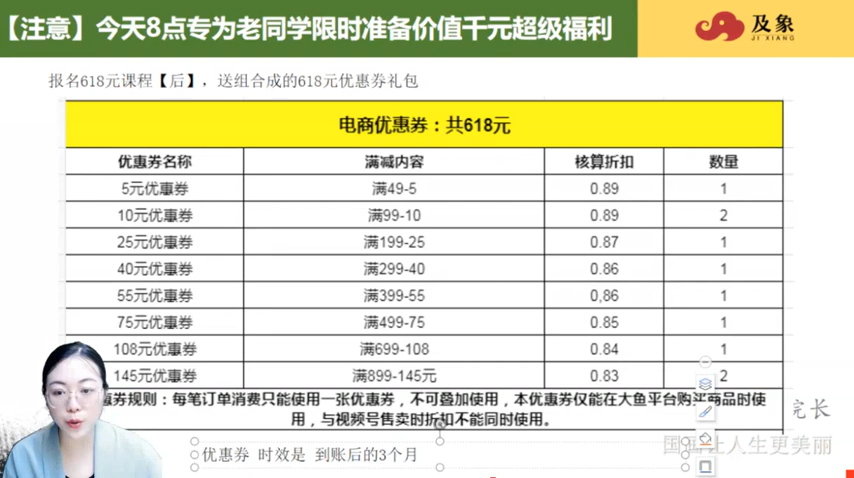 【注意】今天8点专为老同学限时准备价值千元超级福利
及象
JI XIANG
报名618元课程【后】，送组合成的618元优惠券礼包
电商优惠券：共618元
优惠券名称 满减内容 核算折扣 数量
5元优惠券 满49-5 0.89 1
10元优惠券 满99-10 0.89 2
25元优惠券 满199-25 0.87 1
40元优惠券 满299-40 0.86 1
55元优惠券 满399-55 0,86 1
75元优惠券 满499-75 0.85 1
108元优惠券 满699-108 0.84 1
145元优惠券 满899-145元 0.83 2
惠券规则：每笔订单消费只能使用一张优惠券，不可叠加使用，本优惠券仅能在大鱼平台购买商品时使
用，与视频号售卖时折扣不能同时使用。
院长
让人生更美丽
优惠券 时效是 到账后的3个月